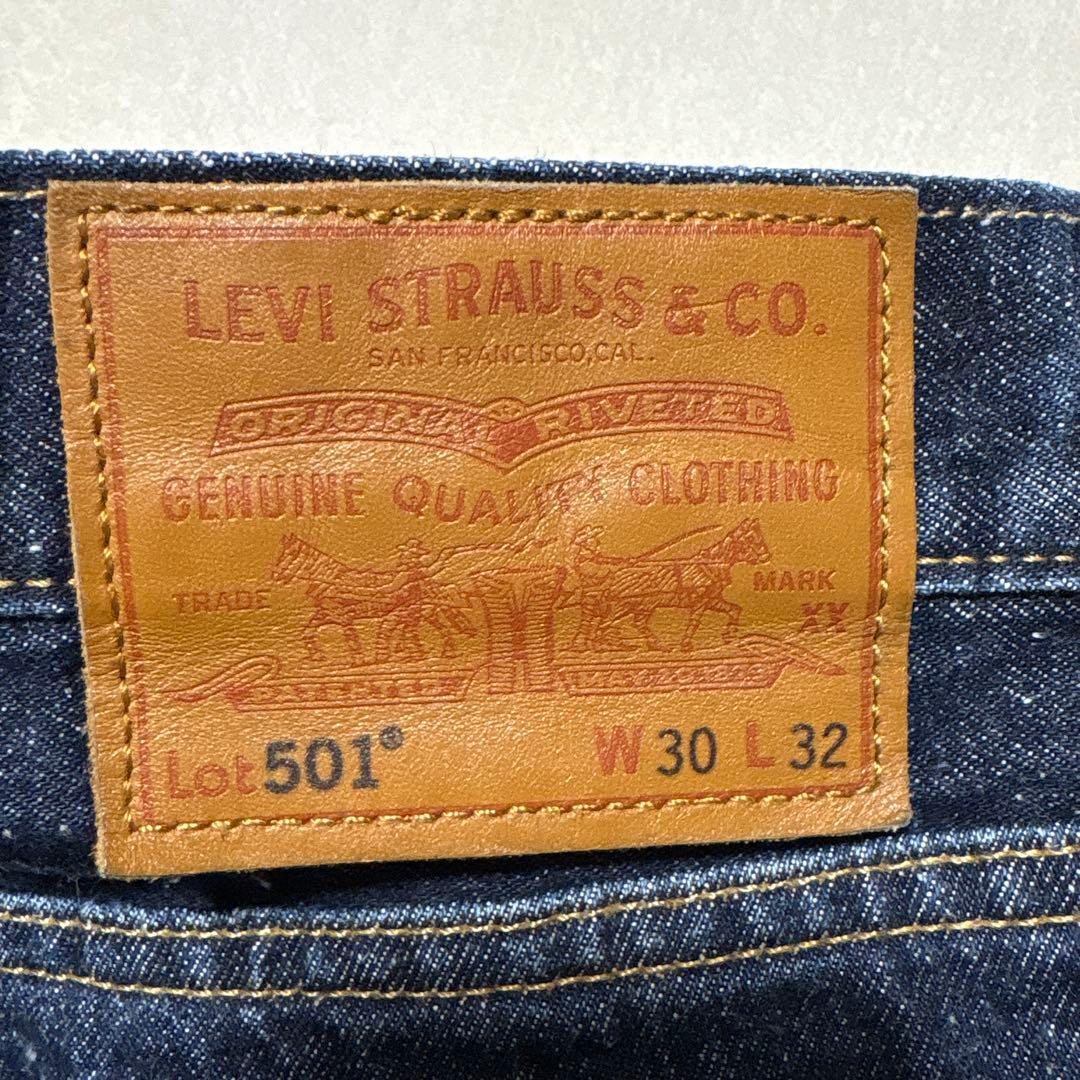 LEVI STRAUSS & CO.
SAN FRANCISCO, CAL.
ORIGINAL RIVETED
GENUINE QUALITY CLOTHING
TRADE MARK
XX
Lot 501® W 30 L 32